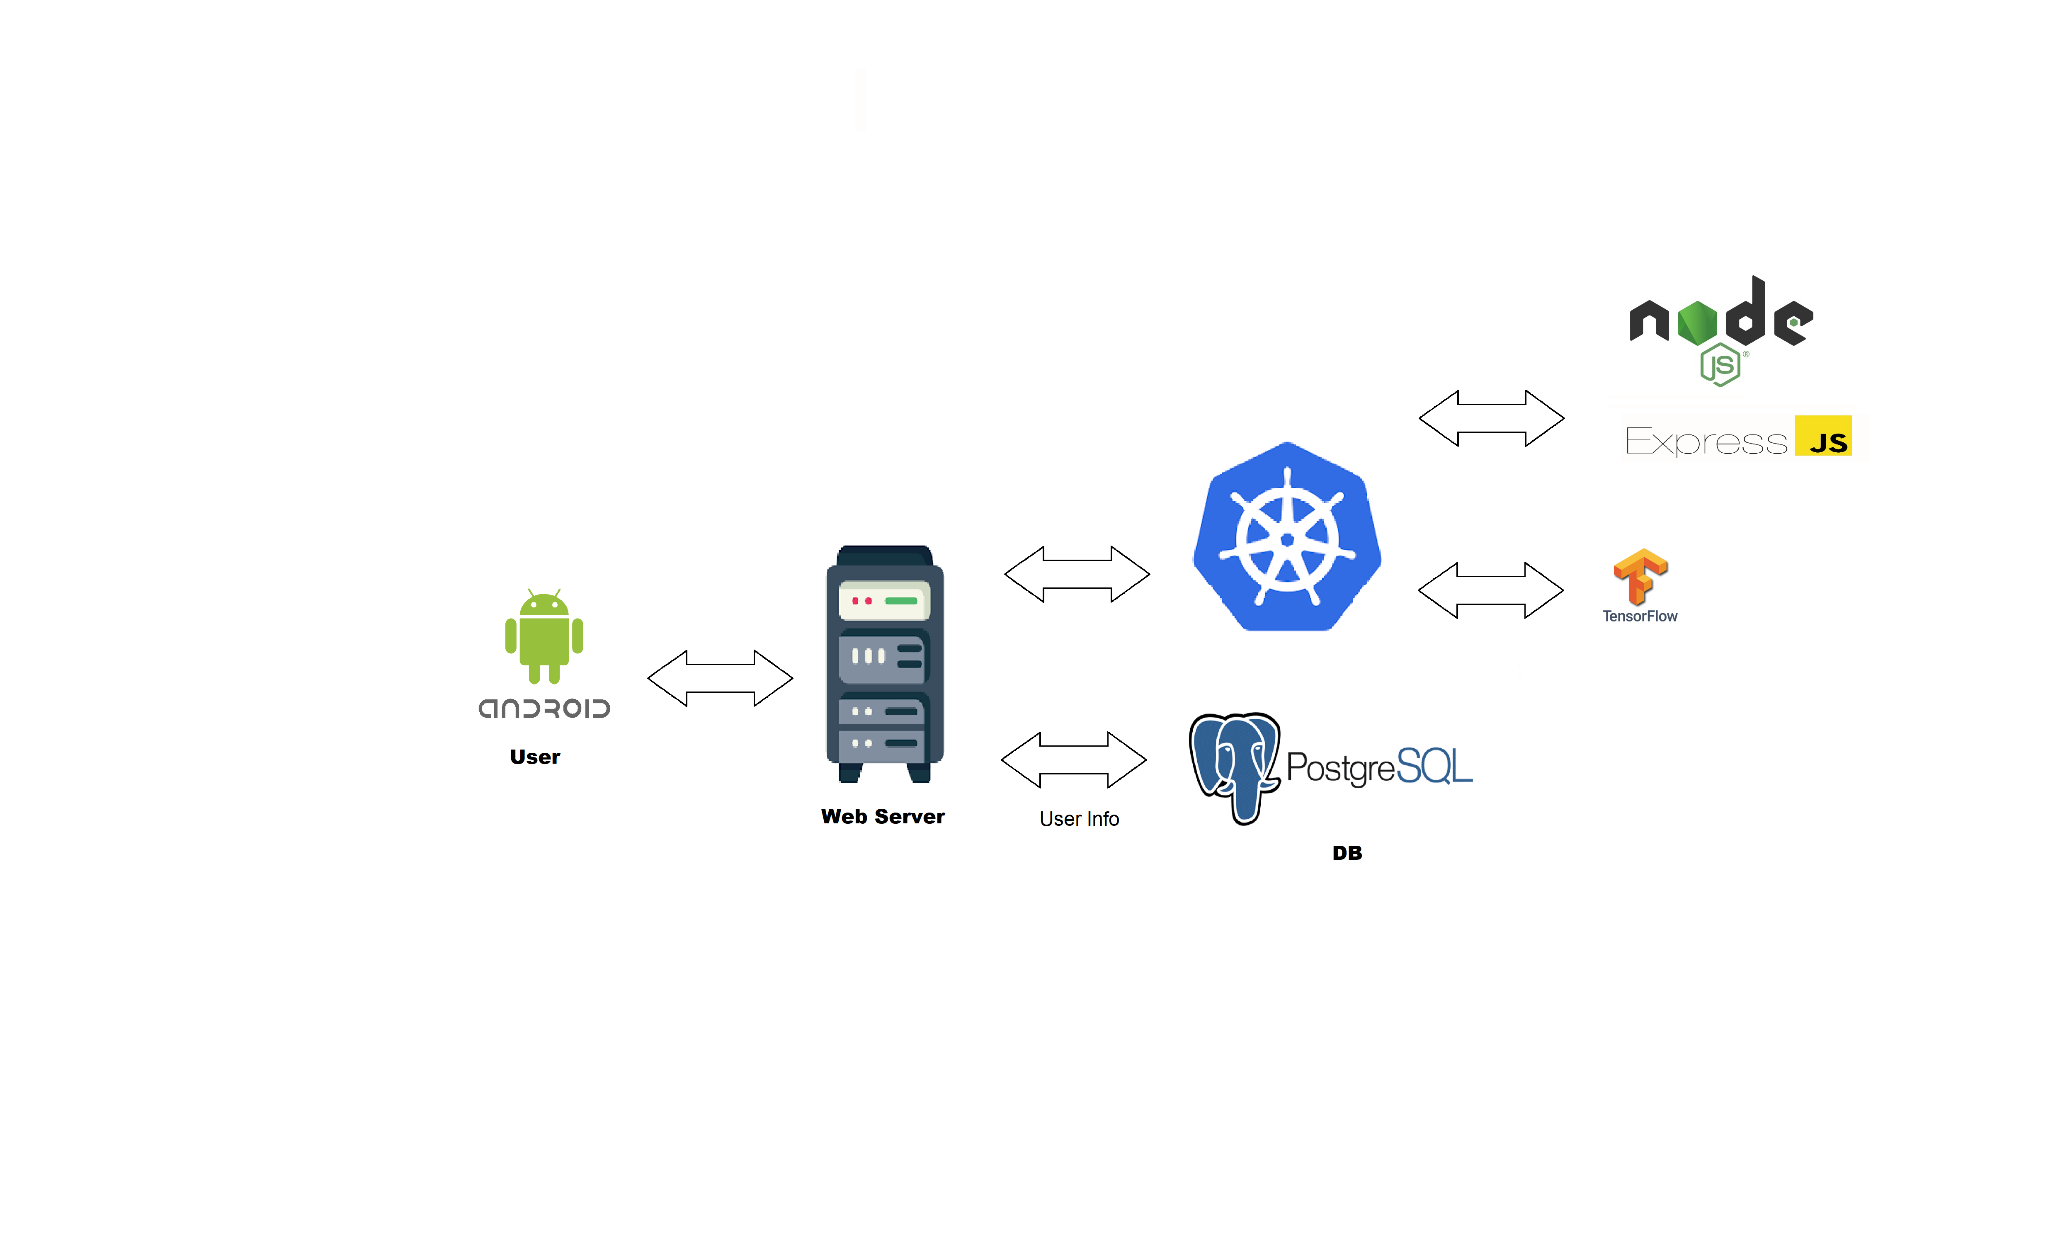 node
JS®
Express JS
TensorFlow
ANDROID
User
Web Server
User Info
PostgreSQL
DB